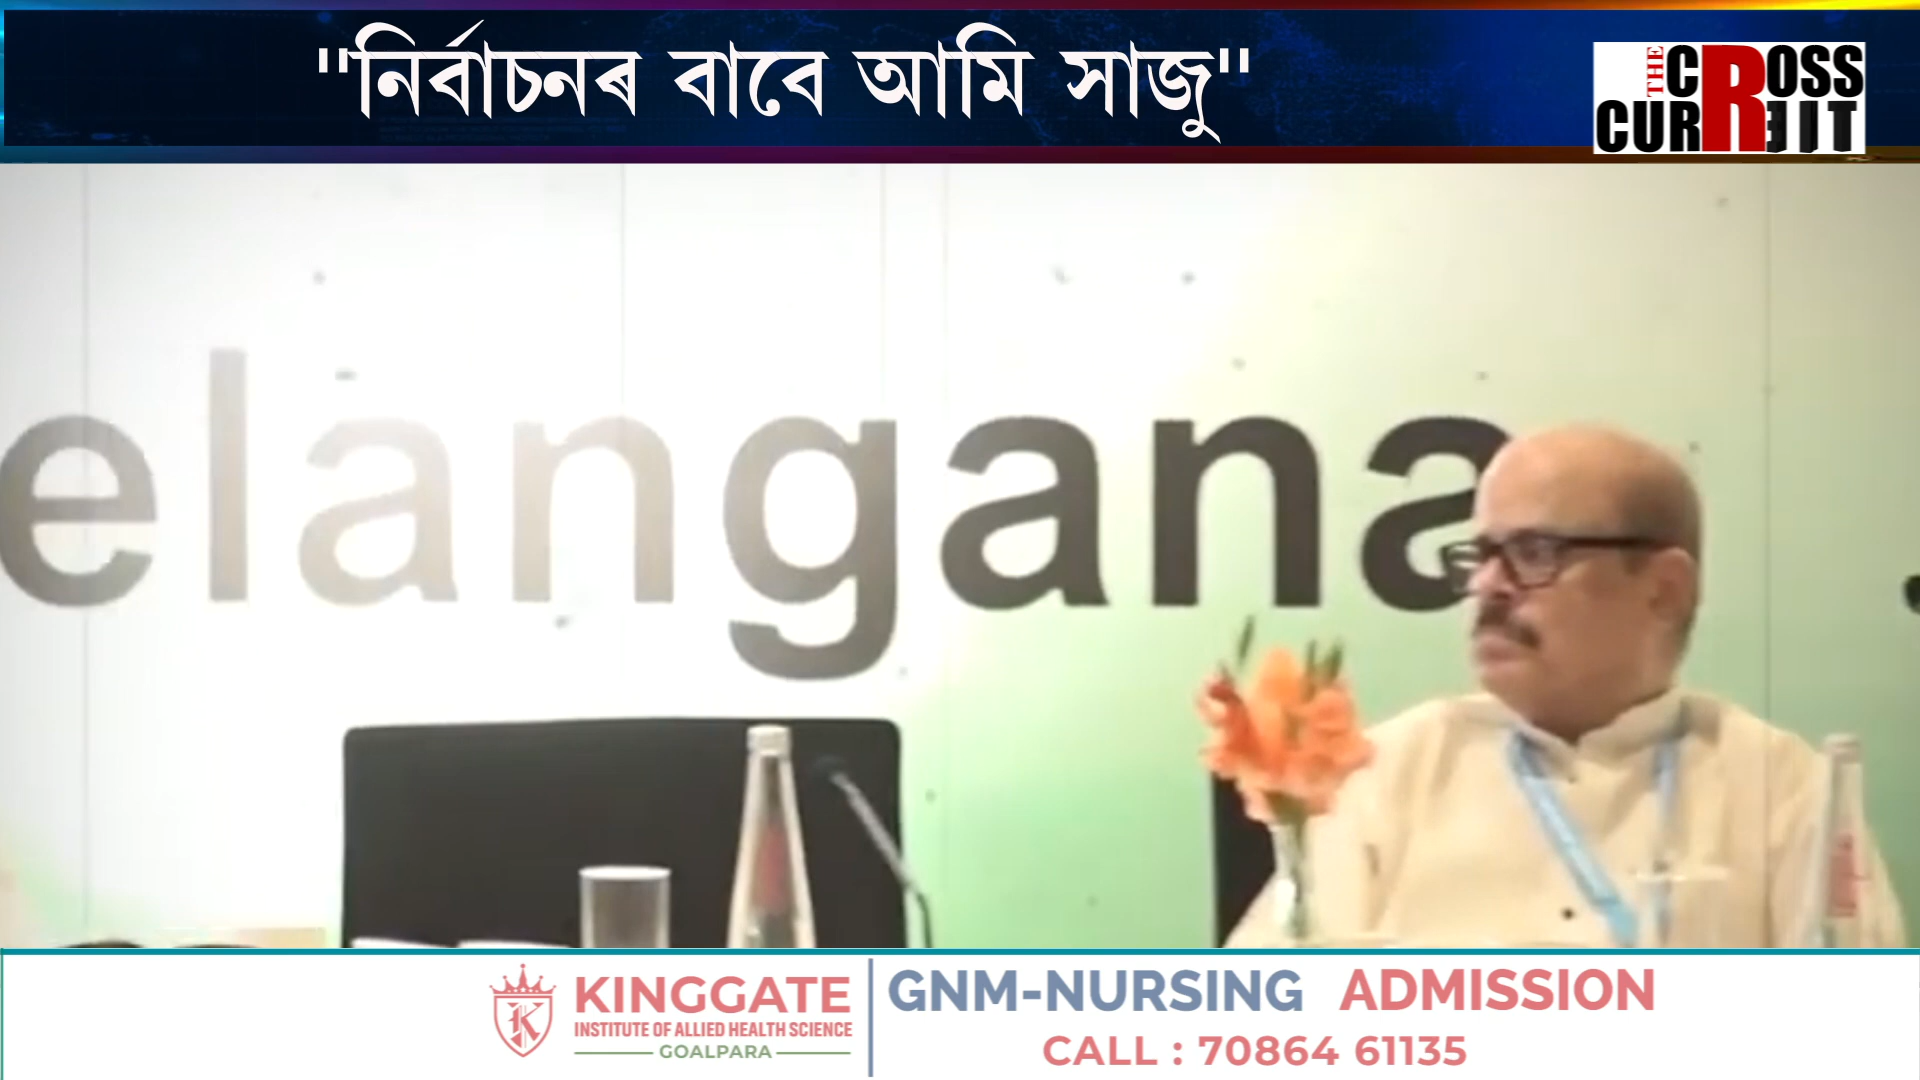 "নিৰ্বাচনৰ বাবে আমি সাজু"
THE CROSS
CURRENT
elangana
KINGGATE
INSTITUTE OF ALLIED HEALTH SCIENCE
GOALPARA
GNM-NURSING ADMISSION
CALL : 70864 61135